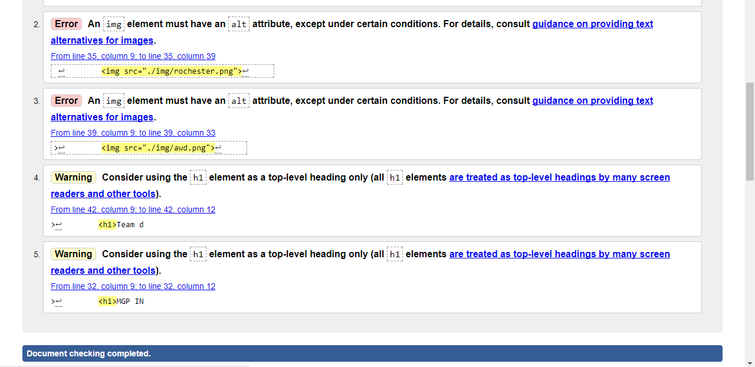 2. Error An img element must have an alt attribute, except under certain conditions. For details, consult guidance on providing text
alternatives for images.
From line 35, column 9; to line 35, column 39
↩ <img src="./img/rochester.png">↩
3. Error An img element must have an alt attribute, except under certain conditions. For details, consult guidance on providing text
alternatives for images.
From line 39, column 9; to line 39, column 33
>↩ <img src="./img/awd.png">↩
4. Warning Consider using the h1 element as a top-level heading only (all h1 elements are treated as top-level headings by many screen
readers and other tools).
From line 42, column 9; to line 42, column 12
>↩ <h1>Team d
5. Warning Consider using the h1 element as a top-level heading only (all h1 elements are treated as top-level headings by many screen
readers and other tools).
From line 32, column 9; to line 32, column 12
>↩ <h1>MGP IN
Document checking completed.